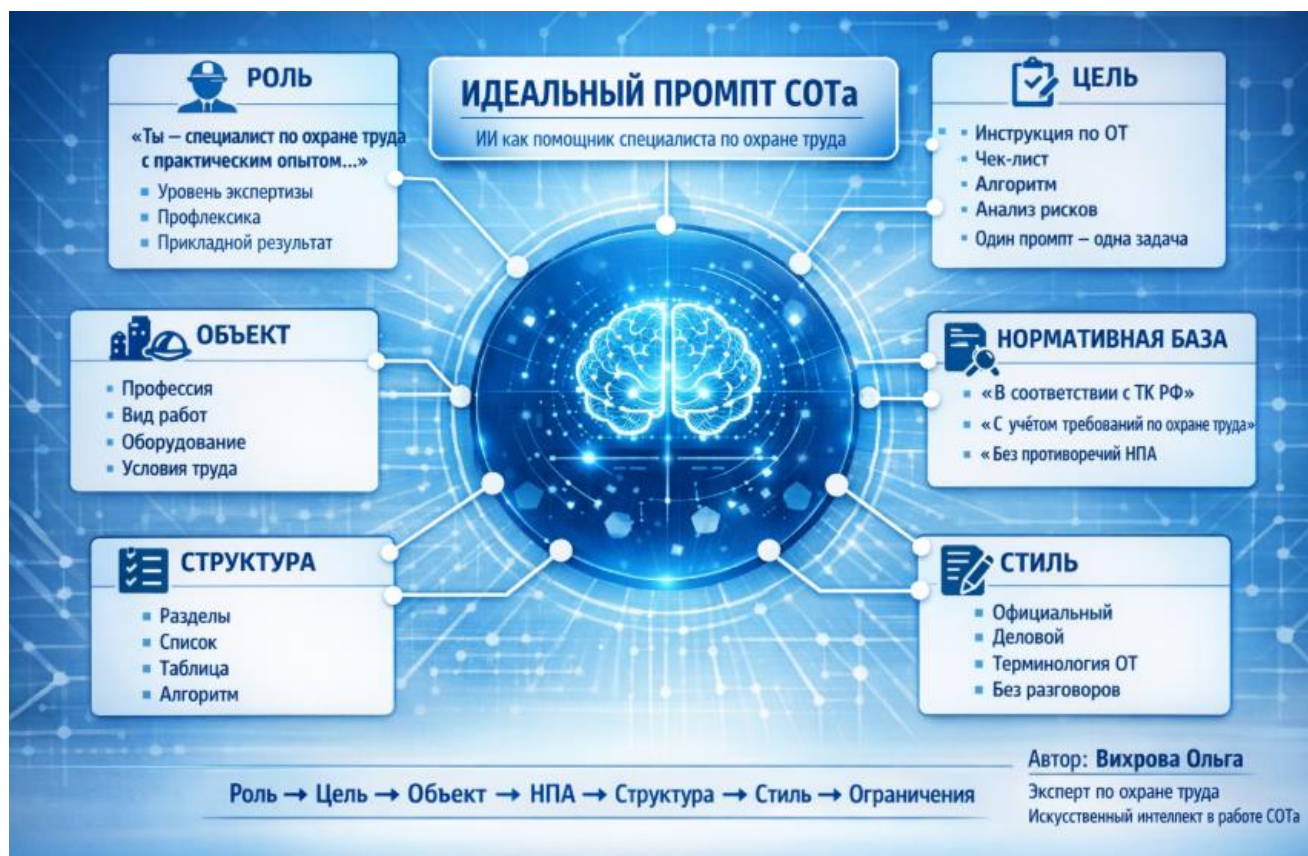 ИДЕАЛЬНЫЙ ПРОМПТ СОТа
ИИ как помощник специалиста по охране труда
РОЛЬ
«Ты — специалист по охране труда
с практическим опытом...»
Уровень экспертизы
Профлексика
Прикладной результат
ЦЕЛЬ
Инструкция по ОТ
Чек-лист
Алгоритм
Анализ рисков
Один промпт — одна задача
ОБЪЕКТ
Профессия
Вид работ
Оборудование
Условия труда
НОРМАТИВНАЯ БАЗА
«В соответствии с ТК РФ»
«С учётом требований по охране труда»
«Без противоречий НПА
СТРУКТУРА
Разделы
Список
Таблица
Алгоритм
СТИЛЬ
Официальный
Деловой
Терминология ОТ
Без разговоров
Роль → Цель → Объект → НПА → Структура → Стиль → Ограничения
Автор: Вихрова Ольга
Эксперт по охране труда
Искусственный интеллект в работе СОТа